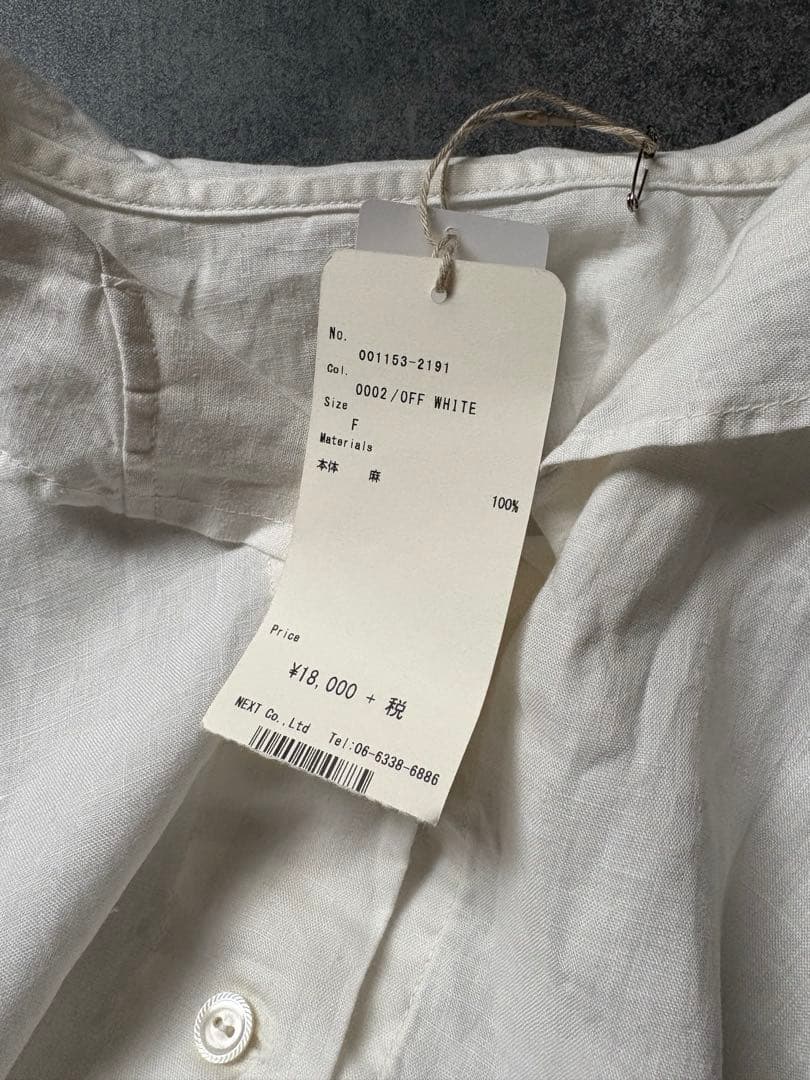 No.
001153-2191
Col.
0002/OFF WHITE
Size
F
Materials
本体 麻
100%
Price
¥18,000 + 税
NEXT Co.,Ltd Tel:06-6338-6886